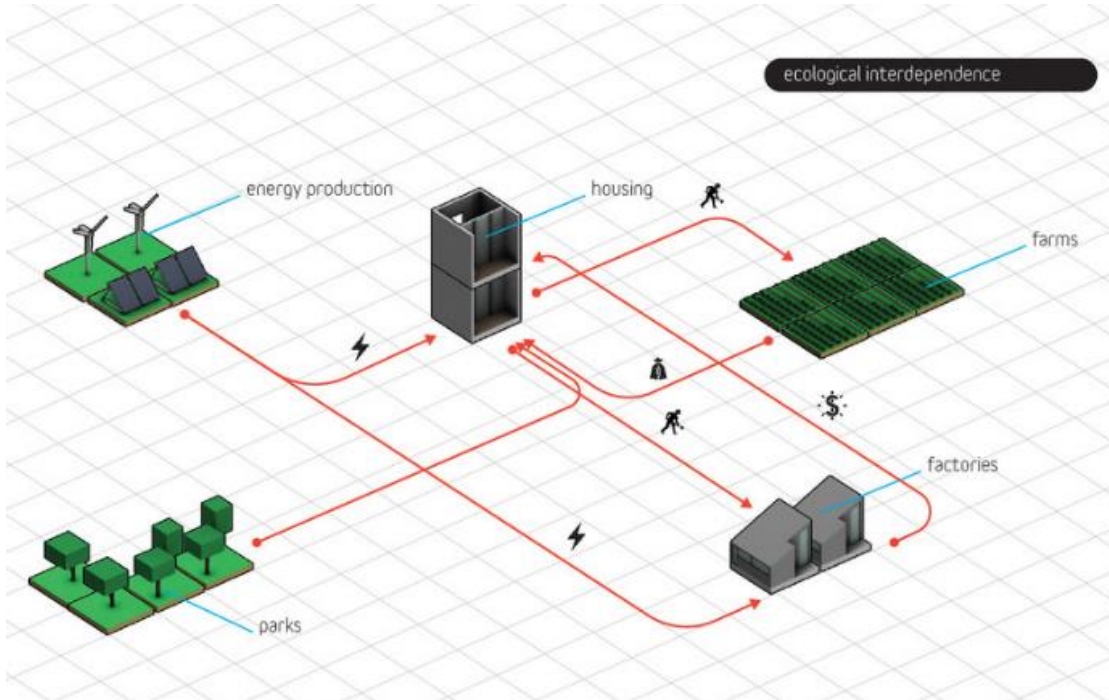 ecological interdependence
energy production
housing
farms
$
factories
parks